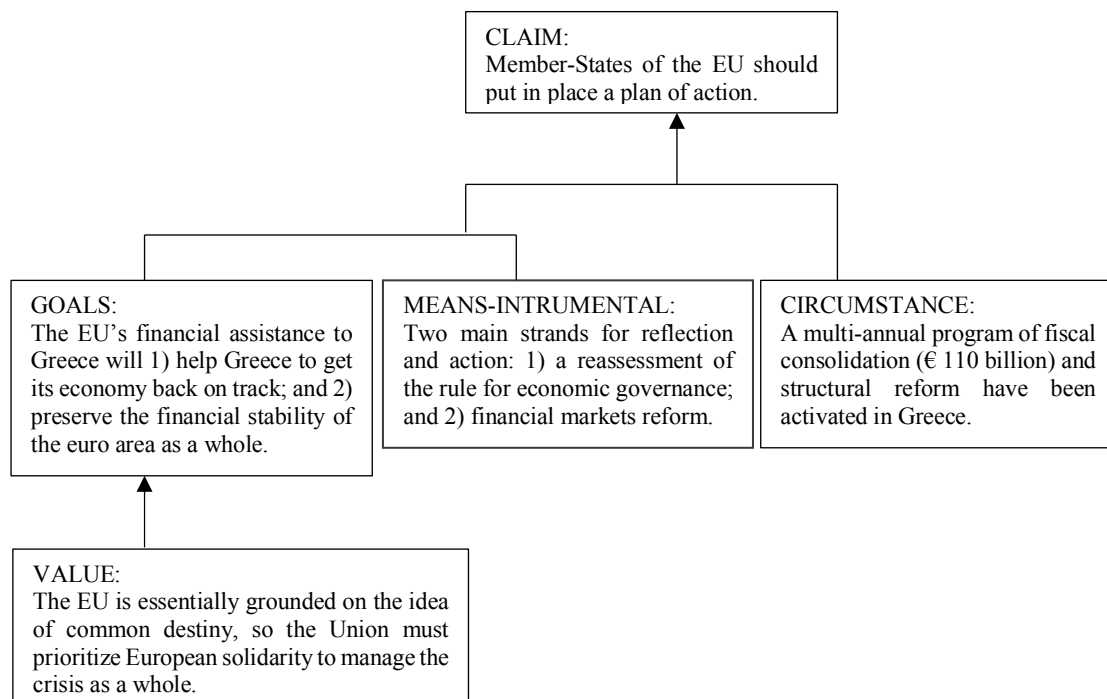 CLAIM:
Member-States of the EU should
put in place a plan of action.
GOALS:
The EU's financial assistance to
Greece will 1) help Greece to get
its economy back on track; and 2)
preserve the financial stability of
the euro area as a whole.
MEANS-INTRUMENTAL:
Two main strands for reflection
and action: 1) a reassessment of
the rule for economic governance;
and 2) financial markets reform.
CIRCUMSTANCE:
A multi-annual program of fiscal
consolidation (€ 110 billion) and
structural reform have been
activated in Greece.
VALUE:
The EU is essentially grounded on the idea
of common destiny, so the Union must
prioritize European solidarity to manage the
crisis as a whole.